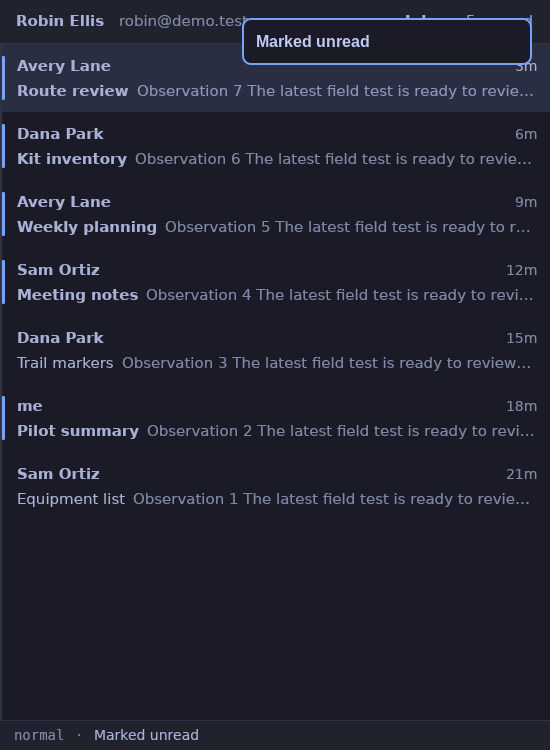 Robin Ellis robin@demo.test
Marked unread
Avery Lane 3m
Route review Observation 7 The latest field test is ready to revie…
Dana Park 6m
Kit inventory Observation 6 The latest field test is ready to revie…
Avery Lane 9m
Weekly planning Observation 5 The latest field test is ready to r…
Sam Ortiz 12m
Meeting notes Observation 4 The latest field test is ready to revi…
Dana Park 15m
Trail markers Observation 3 The latest field test is ready to review…
me 18m
Pilot summary Observation 2 The latest field test is ready to revi…
Sam Ortiz 21m
Equipment list Observation 1 The latest field test is ready to revie…
normal · Marked unread